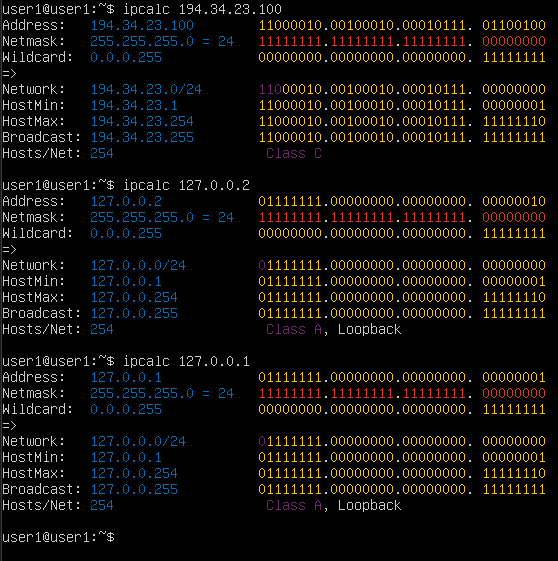 user1@user1:~$ ipcalc 194.34.23.100
Address:   194.34.23.100        11000010.00100010.00010111. 01100100
Netmask:   255.255.255.0 = 24   11111111.11111111.11111111. 00000000
Wildcard:  0.0.0.255            00000000.00000000.00000000. 11111111
=>
Network:   194.34.23.0/24       11000010.00100010.00010111. 00000000
HostMin:   194.34.23.1          11000010.00100010.00010111. 00000001
HostMax:   194.34.23.254        11000010.00100010.00010111. 11111110
Broadcast: 194.34.23.255        11000010.00100010.00010111. 11111111
Hosts/Net: 254                   Class C
user1@user1:~$ ipcalc 127.0.0.2
Address:   127.0.0.2            01111111.00000000.00000000. 00000010
Netmask:   255.255.255.0 = 24   11111111.11111111.11111111. 00000000
Wildcard:  0.0.0.255            00000000.00000000.00000000. 11111111
=>
Network:   127.0.0.0/24         01111111.00000000.00000000. 00000000
HostMin:   127.0.0.1            01111111.00000000.00000000. 00000001
HostMax:   127.0.0.254          01111111.00000000.00000000. 11111110
Broadcast: 127.0.0.255          01111111.00000000.00000000. 11111111
Hosts/Net: 254                   Class A, Loopback
user1@user1:~$ ipcalc 127.0.0.1
Address:   127.0.0.1            01111111.00000000.00000000. 00000001
Netmask:   255.255.255.0 = 24   11111111.11111111.11111111. 00000000
Wildcard:  0.0.0.255            00000000.00000000.00000000. 11111111
=>
Network:   127.0.0.0/24         01111111.00000000.00000000. 00000000
HostMin:   127.0.0.1            01111111.00000000.00000000. 00000001
HostMax:   127.0.0.254          01111111.00000000.00000000. 11111110
Broadcast: 127.0.0.255          01111111.00000000.00000000. 11111111
Hosts/Net: 254                   Class A, Loopback
user1@user1:~$